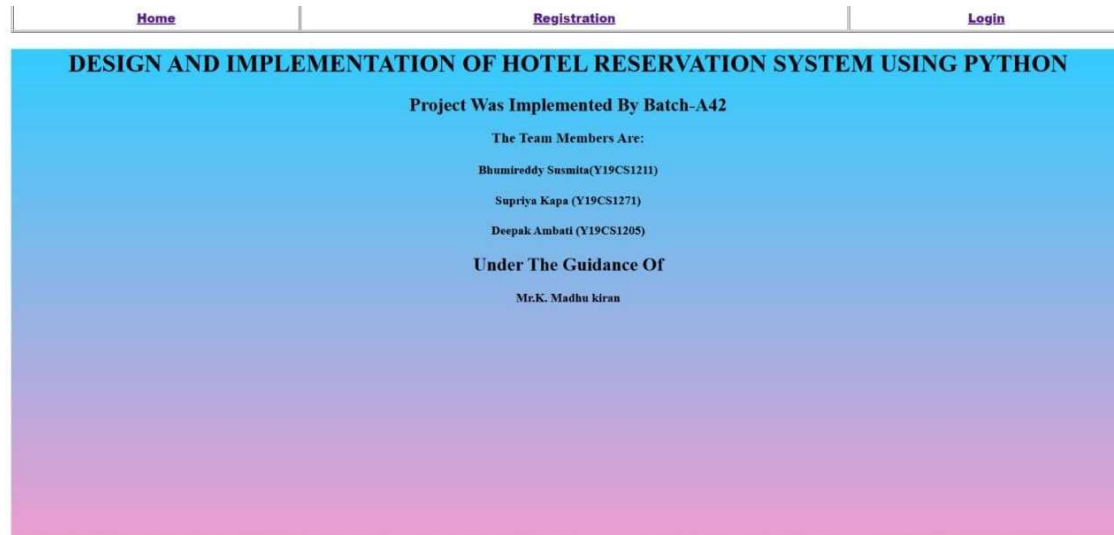 Home Registration Login
DESIGN AND IMPLEMENTATION OF HOTEL RESERVATION SYSTEM USING PYTHON
Project Was Implemented By Batch-A42
The Team Members Are:
Bhumireddy Susmita(Y19CS1211)
Supriya Kapa (Y19CS1271)
Deepak Ambati (Y19CS1205)
Under The Guidance Of
Mr.K. Madhu kiran